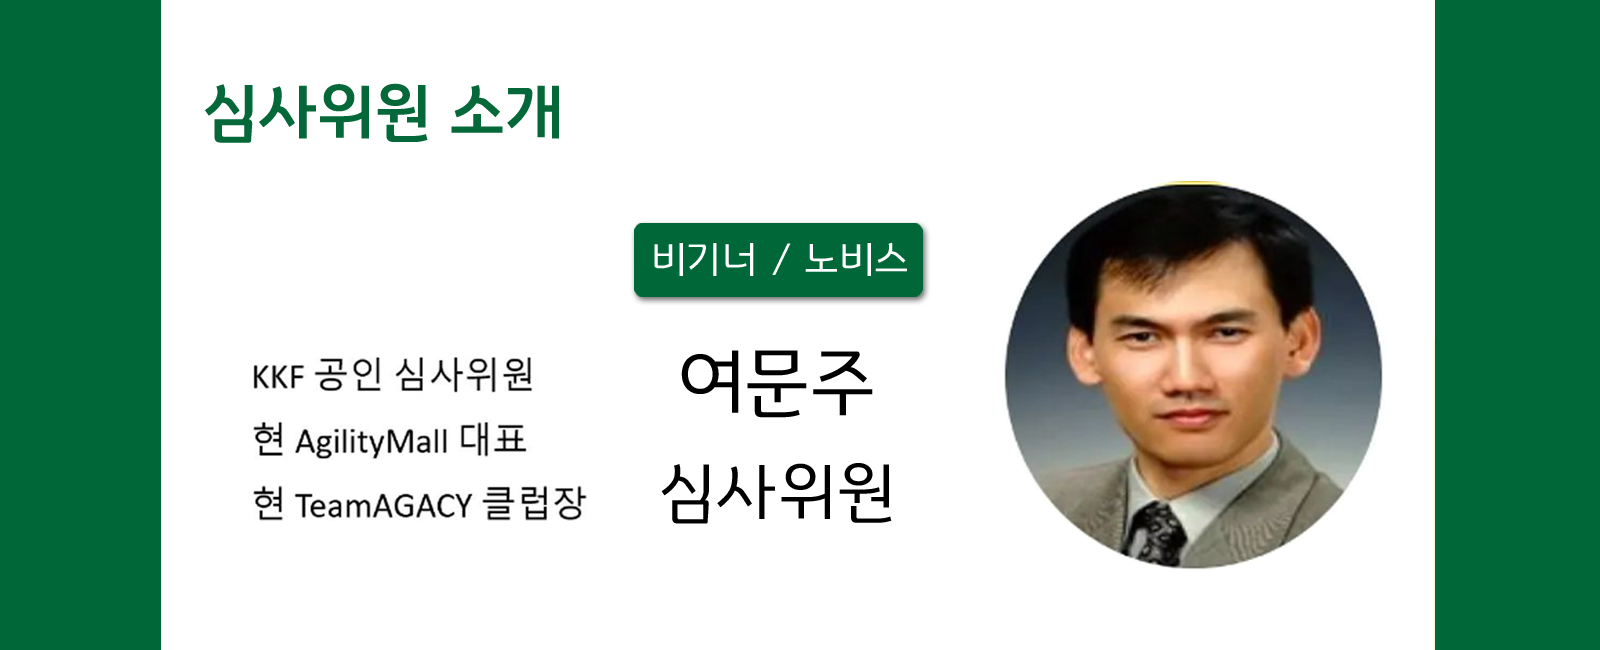 심사위원 소개
비기너 / 노비스
여문주
심사위원
KKF 공인 심사위원
현 AgilityMall 대표
현 TeamAGACY 클럽장